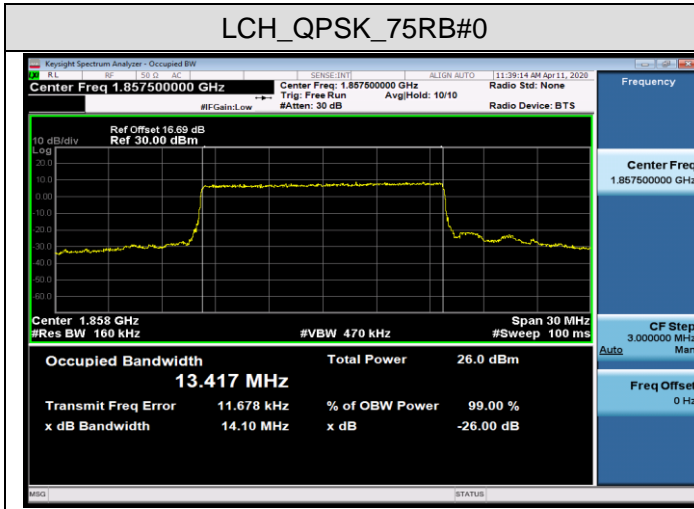 LCH_QPSK_75RB#0
Keysight Spectrum Analyzer - Occupied BW
RL RF 50 Ω AC SENSE:INT ALIGN AUTO 11:39:14 AM Apr 11, 2020
Center Freq 1.857500000 GHz Center Freq: 1.857500000 GHz Radio Std: None
Trig: Free Run Avg|Hold: 10/10
#IFGain:Low #Atten: 30 dB Radio Device: BTS
Ref Offset 16.69 dB
10 dB/div Ref 30.00 dBm
Log
20.0
10.0
0.00
-10.0
-20.0
-30.0
-40.0
-50.0
-60.0
Center 1.858 GHz Span 30 MHz
#Res BW 160 kHz #VBW 470 kHz #Sweep 100 ms
Occupied Bandwidth Total Power 26.0 dBm
13.417 MHz
Transmit Freq Error 11.678 kHz % of OBW Power 99.00 %
x dB Bandwidth 14.10 MHz x dB -26.00 dB
MSG STATUS
Frequency
Center Freq
1.857500000 GHz
CF Step
3.000000 MHz
Auto Man
Freq Offset
0 Hz